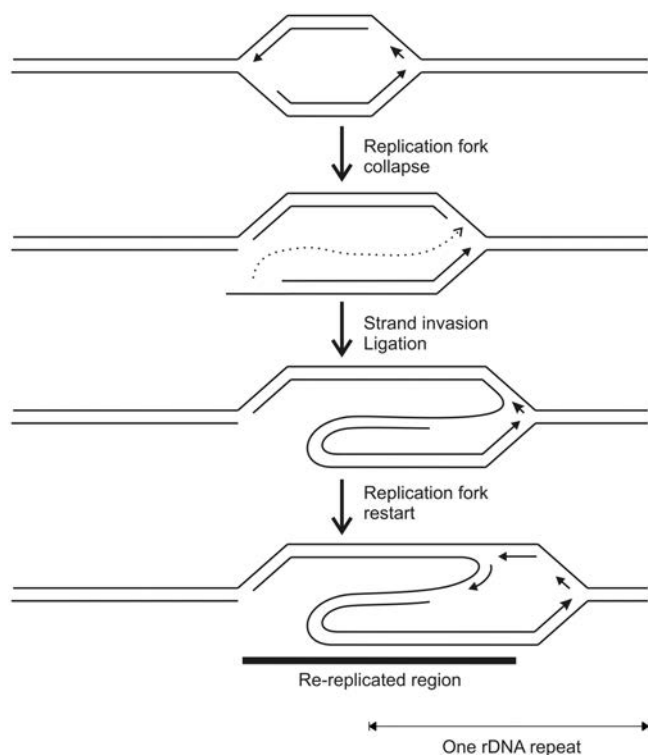 Replication fork
collapse
Strand invasion
Ligation
Replication fork
restart
Re-replicated region
One rDNA repeat